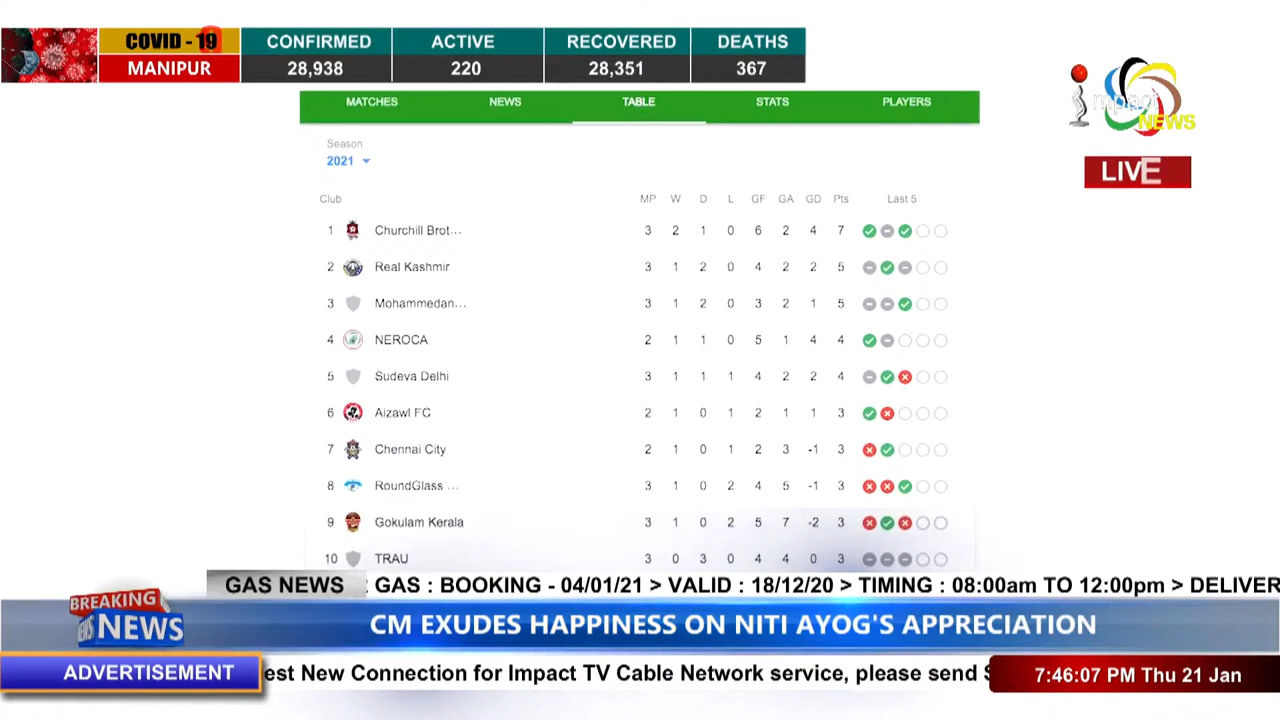 COVID - 19 CONFIRMED ACTIVE RECOVERED DEATHS
MANIPUR 28,938 220 28,351 367
impact
NEWS
LIVE
MATCHES NEWS TABLE STATS PLAYERS
Season
2021
Club MP W D L GF GA GD Pts Last 5
1 Churchill Brot... 3 2 1 0 6 2 4 7
2 Real Kashmir 3 1 2 0 4 2 2 5
3 Mohammedan... 3 1 2 0 3 2 1 5
4 NEROCA 2 1 1 0 5 1 4 4
5 Sudeva Delhi 3 1 1 1 4 2 2 4
6 Aizawl FC 2 1 0 1 2 1 1 3
7 Chennai City 2 1 0 1 2 3 -1 3
8 RoundGlass ... 3 1 0 2 4 5 -1 3
9 Gokulam Kerala 3 1 0 2 5 7 -2 3
10 TRAU 3 0 3 0 4 4 0 3
GAS NEWS GAS : BOOKING - 04/01/21 > VALID : 18/12/20 > TIMING : 08:00am TO 12:00pm > DELIVER
BREAKING
NEWS
CM EXUDES HAPPINESS ON NITI AYOG'S APPRECIATION
ADVERTISEMENT est New Connection for Impact TV Cable Network service, please send 7:46:07 PM Thu 21 Jan